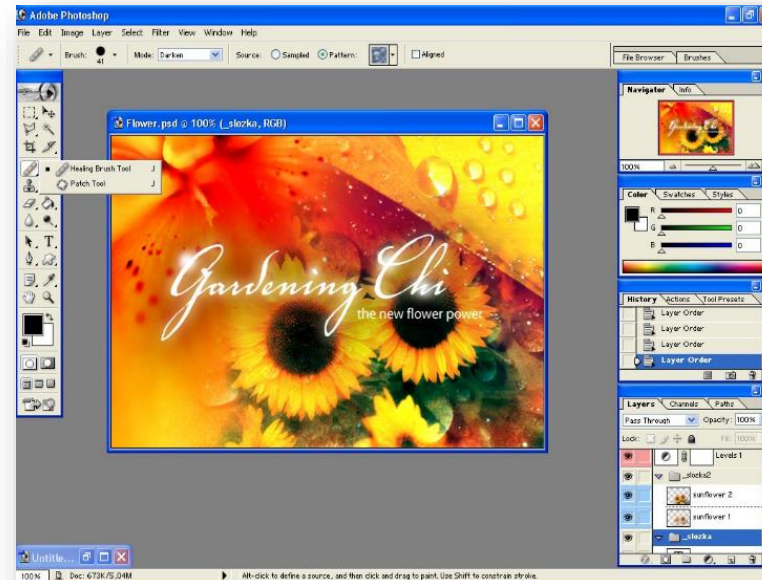 Adobe Photoshop
File Edit Image Layer Select Filter View Window Help
Brush: 41 Mode: Darken Source: Sampled Pattern: Aligned
File Browser Brushes
Navigator Info
100%
Flower.psd @ 100% (_slozka, RGB)
Healing Brush Tool J
Patch Tool J
Gardening Chi
the new flower power
Color Swatches Styles
R 0
G 0
B 0
History Actions Tool Presets
Layer Order
Layer Order
Layer Order
Layer Order
Layers Channels Paths
Pass Through Opacity: 100%
Lock: Fill: 100%
Levels 1
_slozka2
sunflower 2
sunflower 1
_slozka
Untitle...
100% Doc: 673K/5,04M Alt-click to define a source, and then click and drag to paint. Use Shift to constrain stroke.